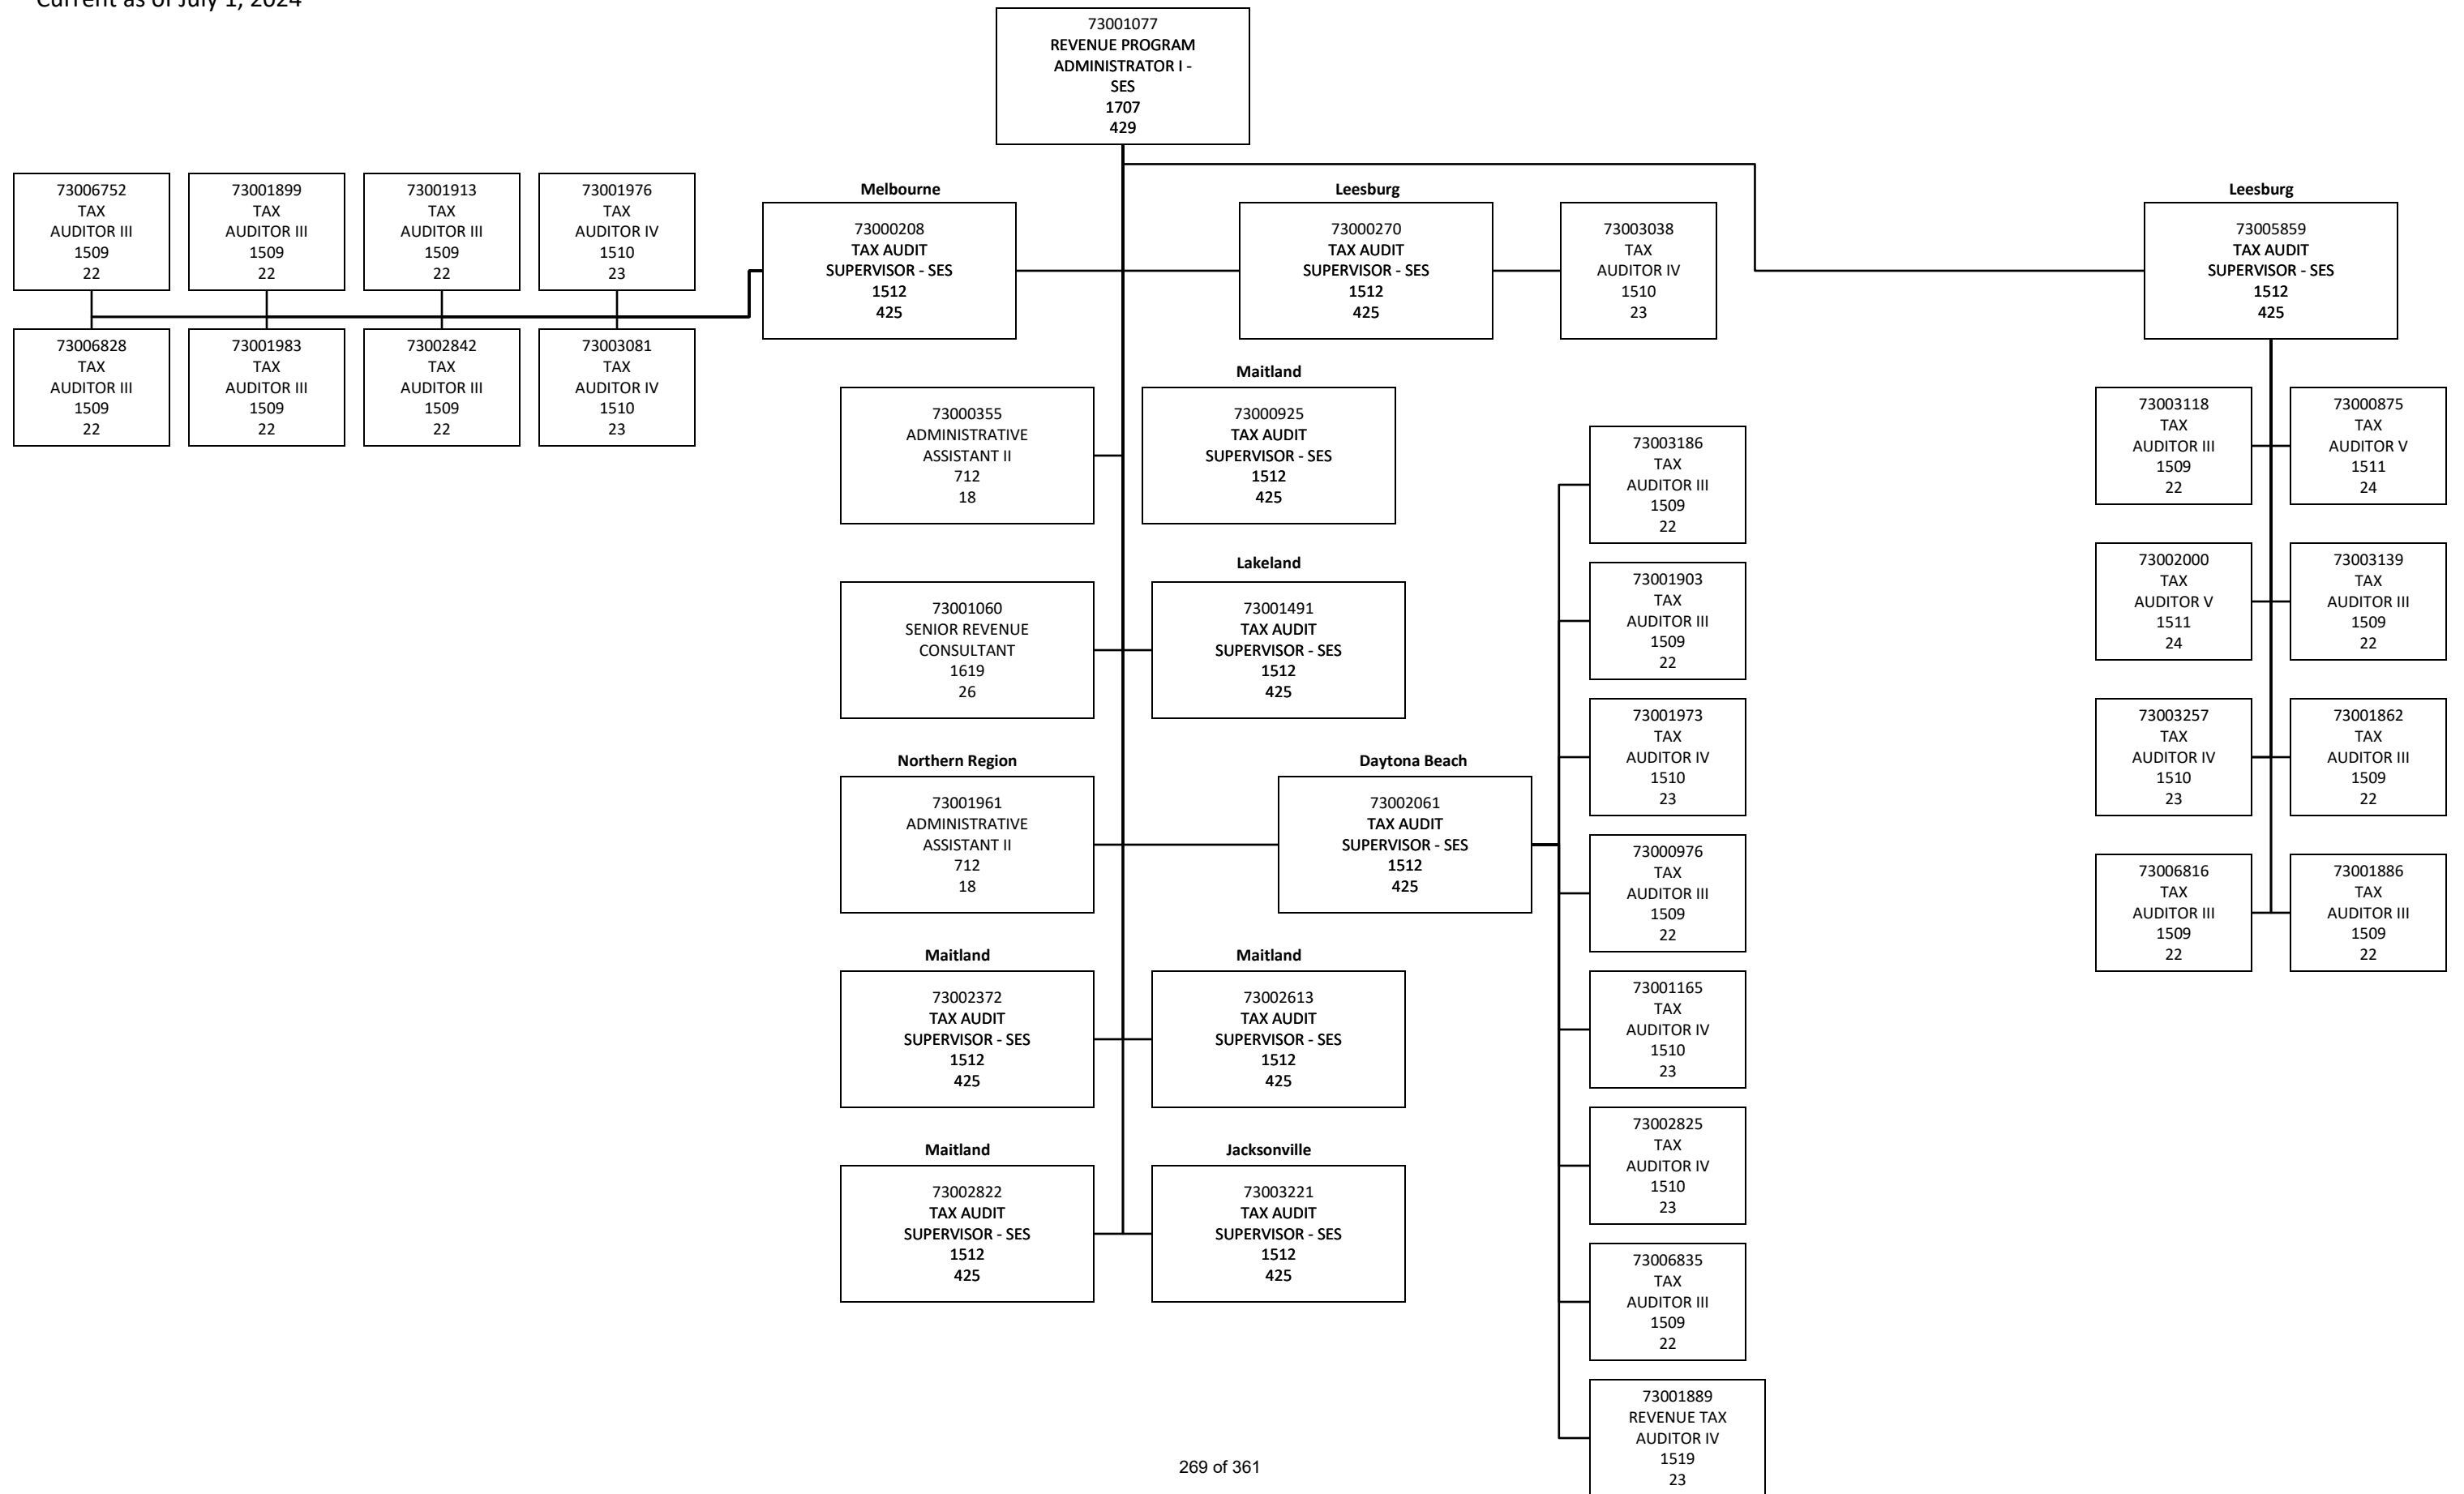 Current as of July 1, 2024
73001077
REVENUE PROGRAM
ADMINISTRATOR I -
SES
1707
429
73006752
TAX
AUDITOR III
1509
22
73001899
TAX
AUDITOR III
1509
22
73001913
TAX
AUDITOR III
1509
22
73001976
TAX
AUDITOR IV
1510
23
Melbourne
73000208
TAX AUDIT
SUPERVISOR - SES
1512
425
Leesburg
73000270
TAX AUDIT
SUPERVISOR - SES
1512
425
73003038
TAX
AUDITOR IV
1510
23
Leesburg
73005859
TAX AUDIT
SUPERVISOR - SES
1512
425
73006828
TAX
AUDITOR III
1509
22
73001983
TAX
AUDITOR III
1509
22
73002842
TAX
AUDITOR III
1509
22
73003081
TAX
AUDITOR IV
1510
23
73000355
ADMINISTRATIVE
ASSISTANT II
712
18
Maitland
73000925
TAX AUDIT
SUPERVISOR - SES
1512
425
73001060
SENIOR REVENUE
CONSULTANT
1619
26
Lakeland
73001491
TAX AUDIT
SUPERVISOR - SES
1512
425
Northern Region
73001961
ADMINISTRATIVE
ASSISTANT II
712
18
Daytona Beach
73002061
TAX AUDIT
SUPERVISOR - SES
1512
425
Maitland
73002372
TAX AUDIT
SUPERVISOR - SES
1512
425
Maitland
73002613
TAX AUDIT
SUPERVISOR - SES
1512
425
Maitland
73002822
TAX AUDIT
SUPERVISOR - SES
1512
425
Jacksonville
73003221
TAX AUDIT
SUPERVISOR - SES
1512
425
73003186
TAX
AUDITOR III
1509
22
73001903
TAX
AUDITOR III
1509
22
73001973
TAX
AUDITOR IV
1510
23
73000976
TAX
AUDITOR III
1509
22
73001165
TAX
AUDITOR IV
1510
23
73002825
TAX
AUDITOR IV
1510
23
73006835
TAX
AUDITOR III
1509
22
73001889
REVENUE TAX
AUDITOR IV
1519
23
73003118
TAX
AUDITOR III
1509
22
73000875
TAX
AUDITOR V
1511
24
73002000
TAX
AUDITOR V
1511
24
73003139
TAX
AUDITOR III
1509
22
73003257
TAX
AUDITOR IV
1510
23
73001862
TAX
AUDITOR III
1509
22
73006816
TAX
AUDITOR III
1509
22
73001886
TAX
AUDITOR III
1509
22
269 of 361